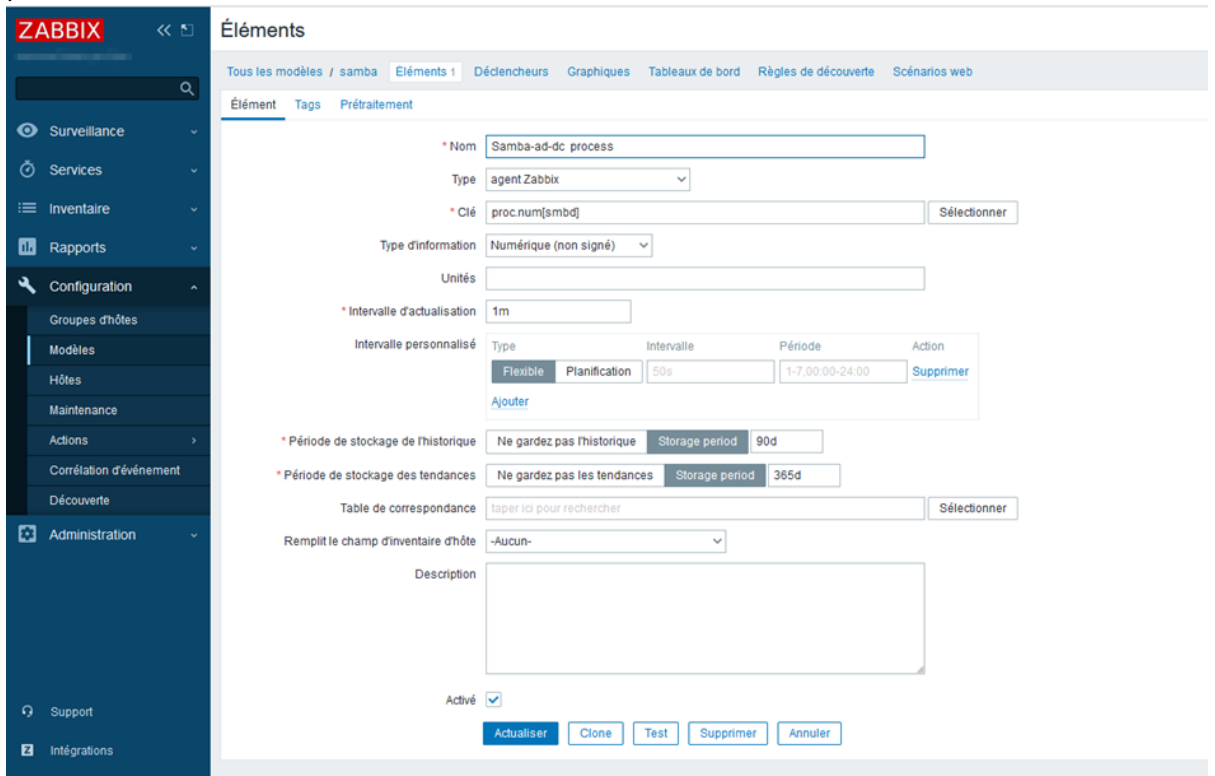 ZABBIX
Éléments
Tous les modèles / samba Eléments 1 Déclencheurs Graphiques Tableaux de bord Règles de découverte Scénarios web
Élément Tags Prétraitement
Surveillance
Services
Inventaire
Rapports
Configuration
Groupes d'hôtes
Modèles
Hôtes
Maintenance
Actions
Corrélation d'événement
Découverte
Administration
Support
Intégrations
* Nom Samba-ad-dc process
Type agent Zabbix
* Clé proc.num[smbd] Sélectionner
Type d'information Numérique (non signé)
Unités
* Intervalle d'actualisation 1m
Intervalle personnalisé Type Intervalle Période Action
Flexible Planification 50s 1-7,00:00-24:00 Supprimer
Ajouter
* Période de stockage de l'historique Ne gardez pas l'historique Storage period 90d
* Période de stockage des tendances Ne gardez pas les tendances Storage period 365d
Table de correspondance taper ici pour rechercher Sélectionner
Remplit le champ d'inventaire d'hôte -Aucun-
Description
Activé
Actualiser Clone Test Supprimer Annuler